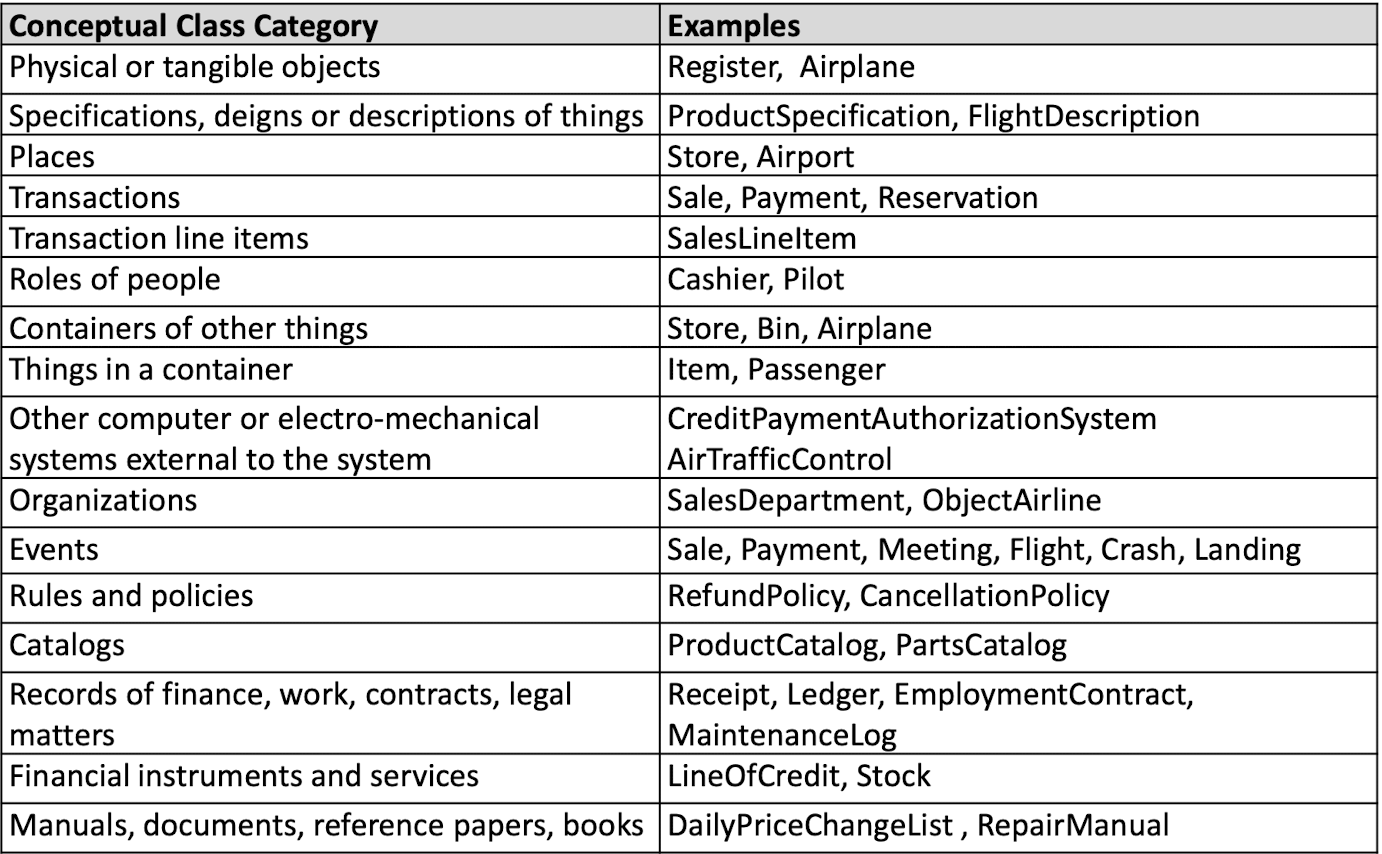 Conceptual Class Category Examples
Physical or tangible objects Register, Airplane
Specifications, deigns or descriptions of things ProductSpecification, FlightDescription
Places Store, Airport
Transactions Sale, Payment, Reservation
Transaction line items SalesLineItem
Roles of people Cashier, Pilot
Containers of other things Store, Bin, Airplane
Things in a container Item, Passenger
Other computer or electro-mechanical CreditPaymentAuthorizationSystem
systems external to the system AirTrafficControl
Organizations SalesDepartment, ObjectAirline
Events Sale, Payment, Meeting, Flight, Crash, Landing
Rules and policies RefundPolicy, CancellationPolicy
Catalogs ProductCatalog, PartsCatalog
Records of finance, work, contracts, legal Receipt, Ledger, EmploymentContract,
matters MaintenanceLog
Financial instruments and services LineOfCredit, Stock
Manuals, documents, reference papers, books DailyPriceChangeList , RepairManual